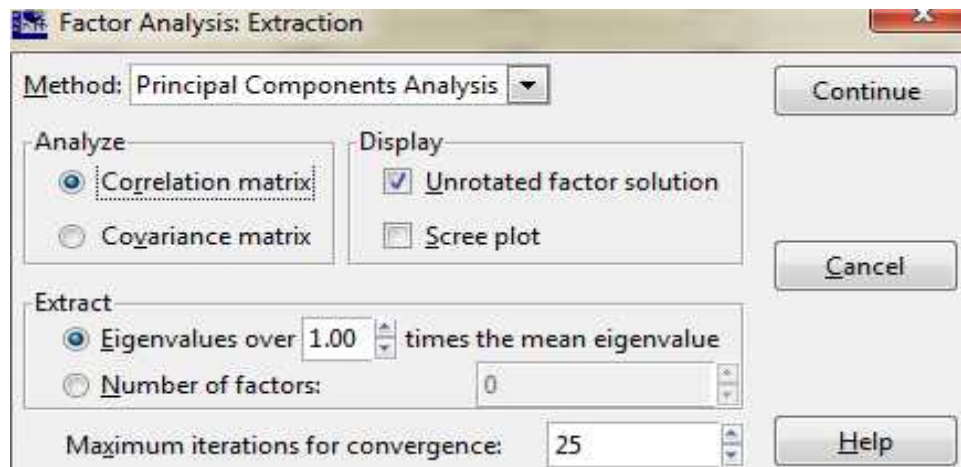 Factor Analysis: Extraction
Method: Principal Components Analysis
Continue
Analyze
Correlation matrix
Covariance matrix
Display
Unrotated factor solution
Scree plot
Cancel
Extract
Eigenvalues over 1.00 times the mean eigenvalue
Number of factors: 0
Maximum iterations for convergence: 25
Help